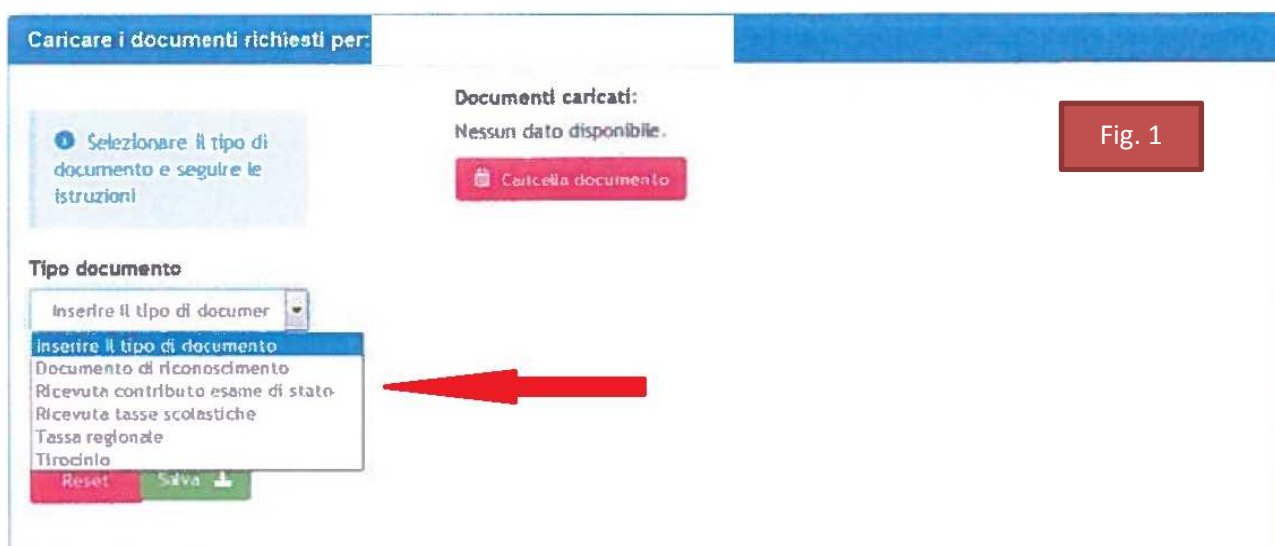 Caricare i documenti richiesti per:
Selezionare il tipo di
documento e seguire le
istruzioni
Tipo documento
Inserire il tipo di documer
Inserire il tipo di documento
Documento di riconoscimento
Ricevuta contributo esame di stato
Ricevuta tasse scolastiche
Tassa regionale
Tirocinio
Reset
Salva
Documenti caricati:
Nessun dato disponibile.
Cancella documento
Fig. 1